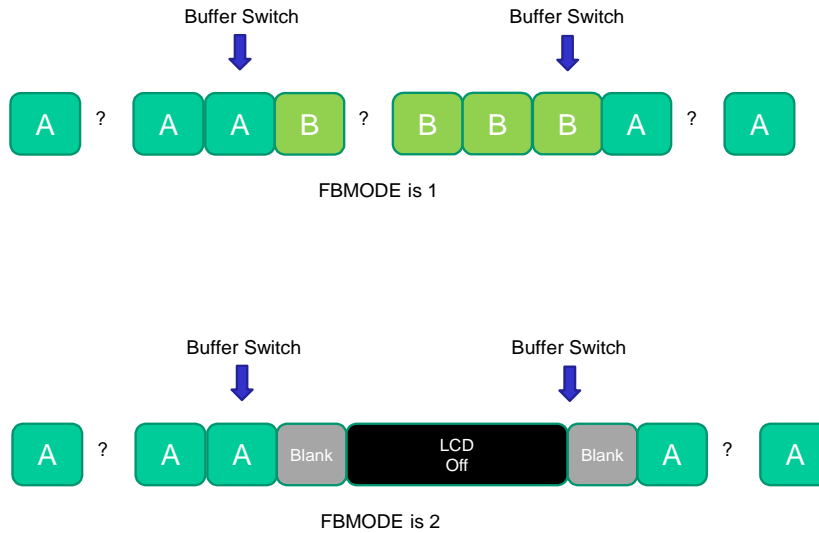 Buffer Switch Buffer Switch
A ? A A B ? B B B A ? A
FBMODE is 1
Buffer Switch Buffer Switch
A ? A A Blank LCD Off Blank A ? A
FBMODE is 2